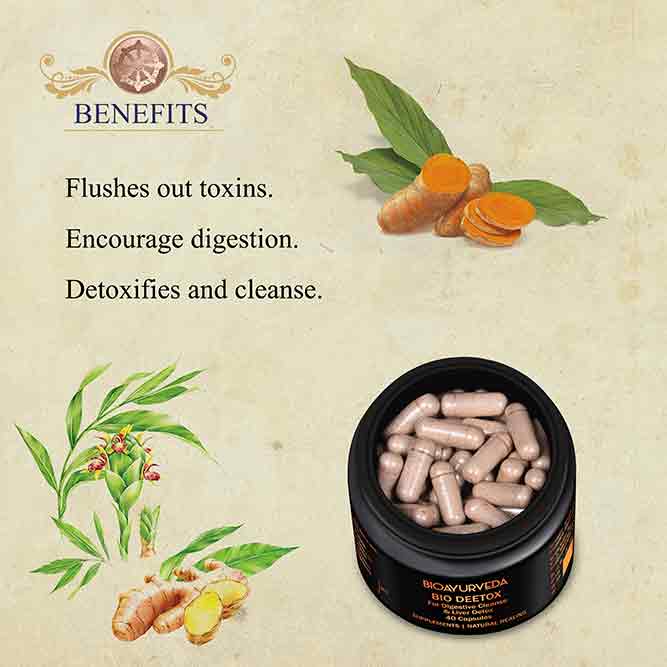 BENEFITS
Flushes out toxins.
Encourage digestion.
Detoxifies and cleanse.
BIOAYURVEDA
BIO DEETOX
For Digestive Cleanse
& Liver Detox
40 Capsules
SUPPLEMENTS | NATURAL HEALING